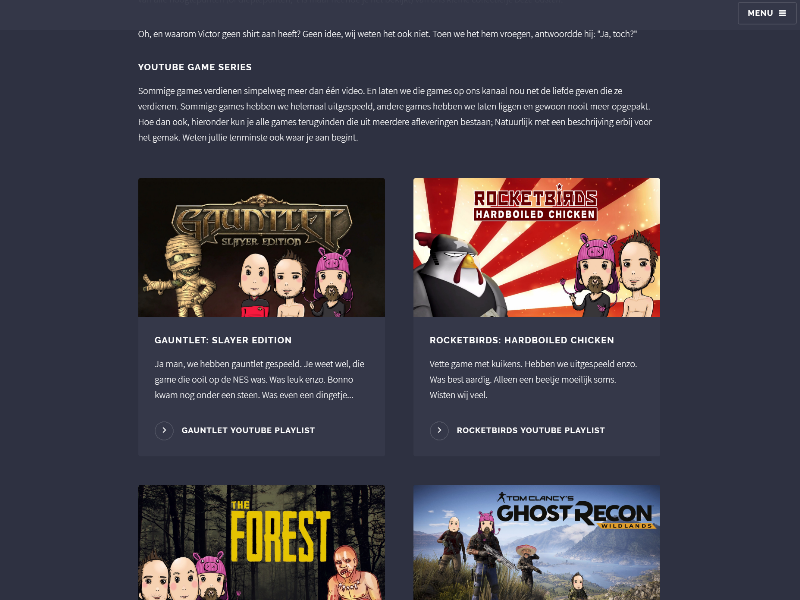 MENU
Oh, en waarom Victor geen shirt aan heeft? Geen idee, wij weten het ook niet. Toen we het hem vroegen, antwoordde hij: "Ja, toch?"
YOUTUBE GAME SERIES
Sommige games verdienen simpelweg meer dan één video. En laten we die games op ons kanaal nou net de liefde geven die ze
verdienen. Sommige games hebben we helemaal uitgespeeld, andere games hebben we laten liggen en gewoon nooit meer opgepakt.
Hoe dan ook, hieronder kun je alle games terugvinden die uit meerdere afleveringen bestaan; Natuurlijk met een beschrijving erbij voor
het gemak. Weten jullie tenminste ook waar je aan begint.
GAUNTLET
SLAYER EDITION
GAUNTLET: SLAYER EDITION
Ja man, we hebben gauntlet gespeeld. Je weet wel, die
game die ooit op de NES was. Was leuk enzo. Bonno
kwam nog onder een steen. Was even een dingetje...
GAUNTLET YOUTUBE PLAYLIST
ROCKETBIRDS
HARDBOILED CHICKEN
ROCKETBIRDS: HARDBOILED CHICKEN
Vette game met kuikens. Hebben we uitgespeeld enzo.
Was best aardig. Alleen een beetje moeilijk soms.
Wisten wij veel.
ROCKETBIRDS YOUTUBE PLAYLIST
THE
FOREST
TOM CLANCY'S
GHOST RECON
WILDLANDS